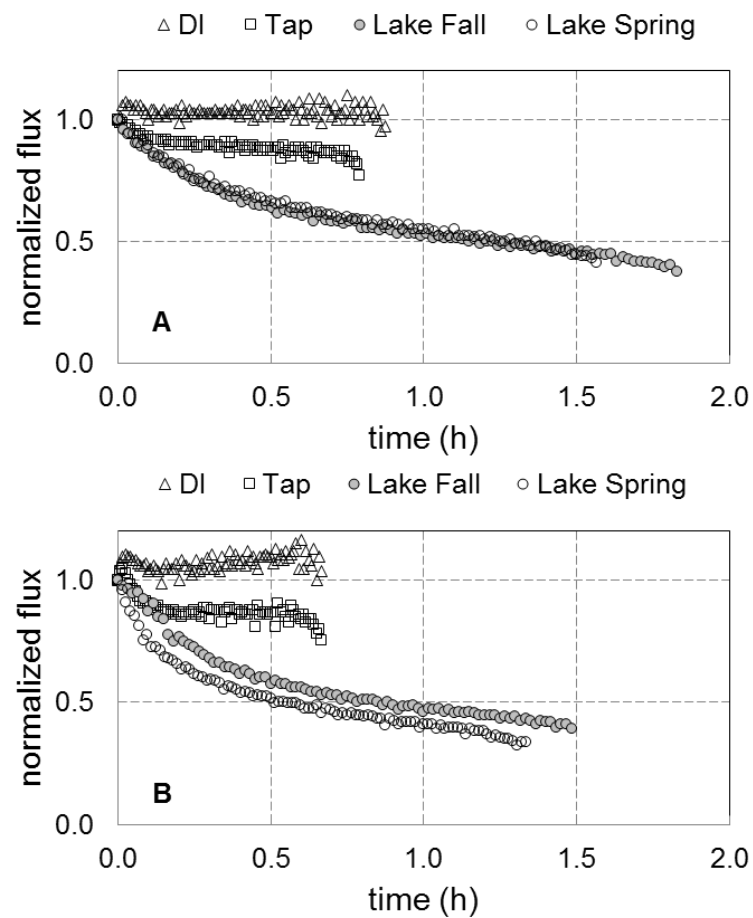 △ DI □ Tap ● Lake Fall ○ Lake Spring
1.0
0.5
0.0
normalized flux
A
0.0 0.5 1.0 1.5 2.0
time (h)
△ DI □ Tap ● Lake Fall ○ Lake Spring
1.0
0.5
0.0
normalized flux
B
0.0 0.5 1.0 1.5 2.0
time (h)